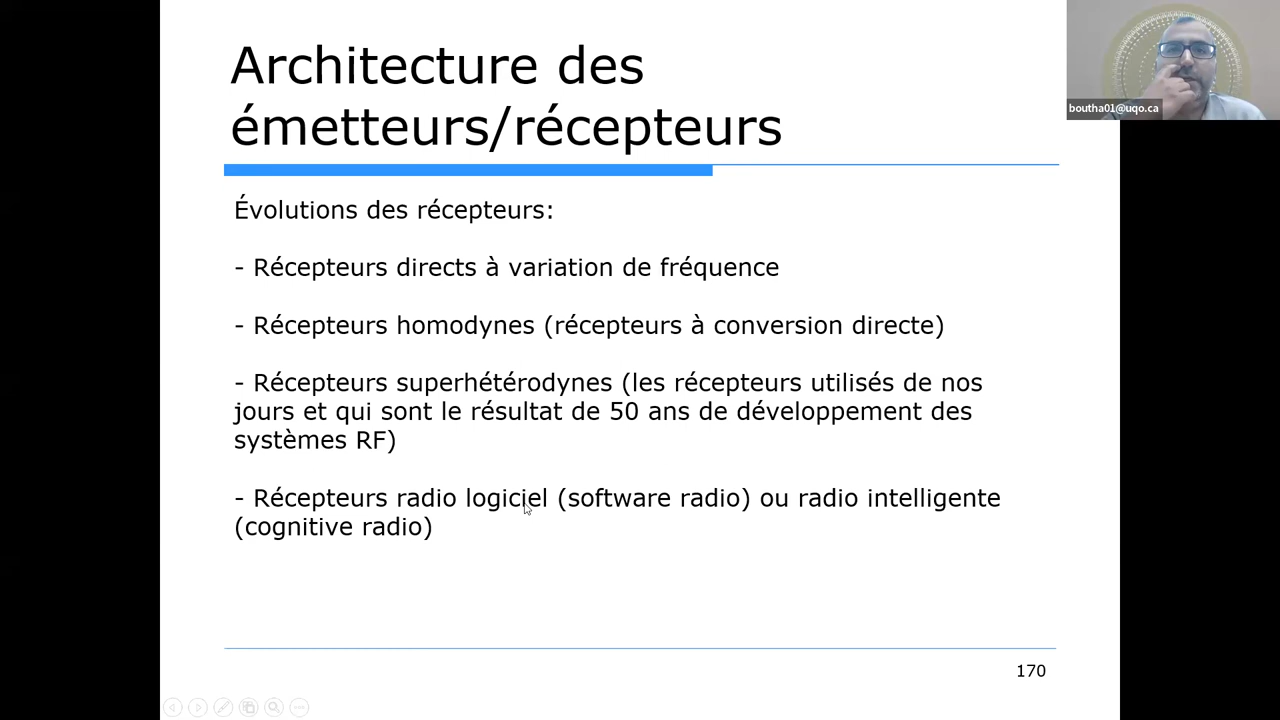 Architecture des
émetteurs/récepteurs
boutha01@uqo.ca
Évolutions des récepteurs:
- Récepteurs directs à variation de fréquence
- Récepteurs homodynes (récepteurs à conversion directe)
- Récepteurs superhétérodynes (les récepteurs utilisés de nos
jours et qui sont le résultat de 50 ans de développement des
systèmes RF)
- Récepteurs radio logiciel (software radio) ou radio intelligente
(cognitive radio)
170